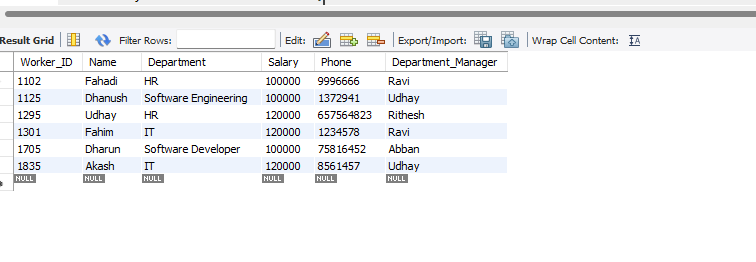 Result Grid Filter Rows: Edit: Export/Import: Wrap Cell Content:
Worker_ID Name Department Salary Phone Department_Manager
1102 Fahadi HR 100000 9996666 Ravi
1125 Dhanush Software Engineering 100000 1372941 Udhay
1295 Udhay HR 120000 657564823 Rithesh
1301 Fahim IT 120000 1234578 Ravi
1705 Dharun Software Developer 100000 75816452 Abban
1835 Akash IT 120000 8561457 Udhay
NULL NULL NULL NULL NULL NULL